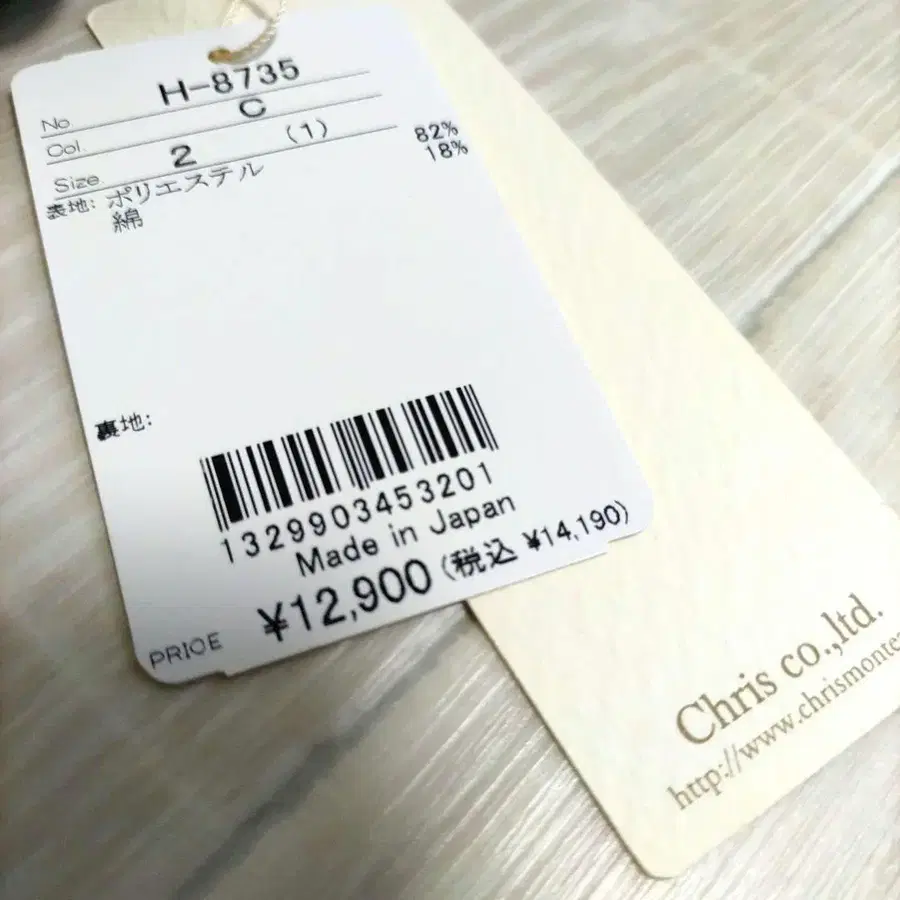 No. H-8735
Col. C
Size 2 (1)
表地: ポリエステル 82%
綿 18%
裏地:
1329903453201
Made in Japan
PRICE ¥12,900 (税込 ¥14,190)
Chris co.,ltd.
http://www.chrismonte